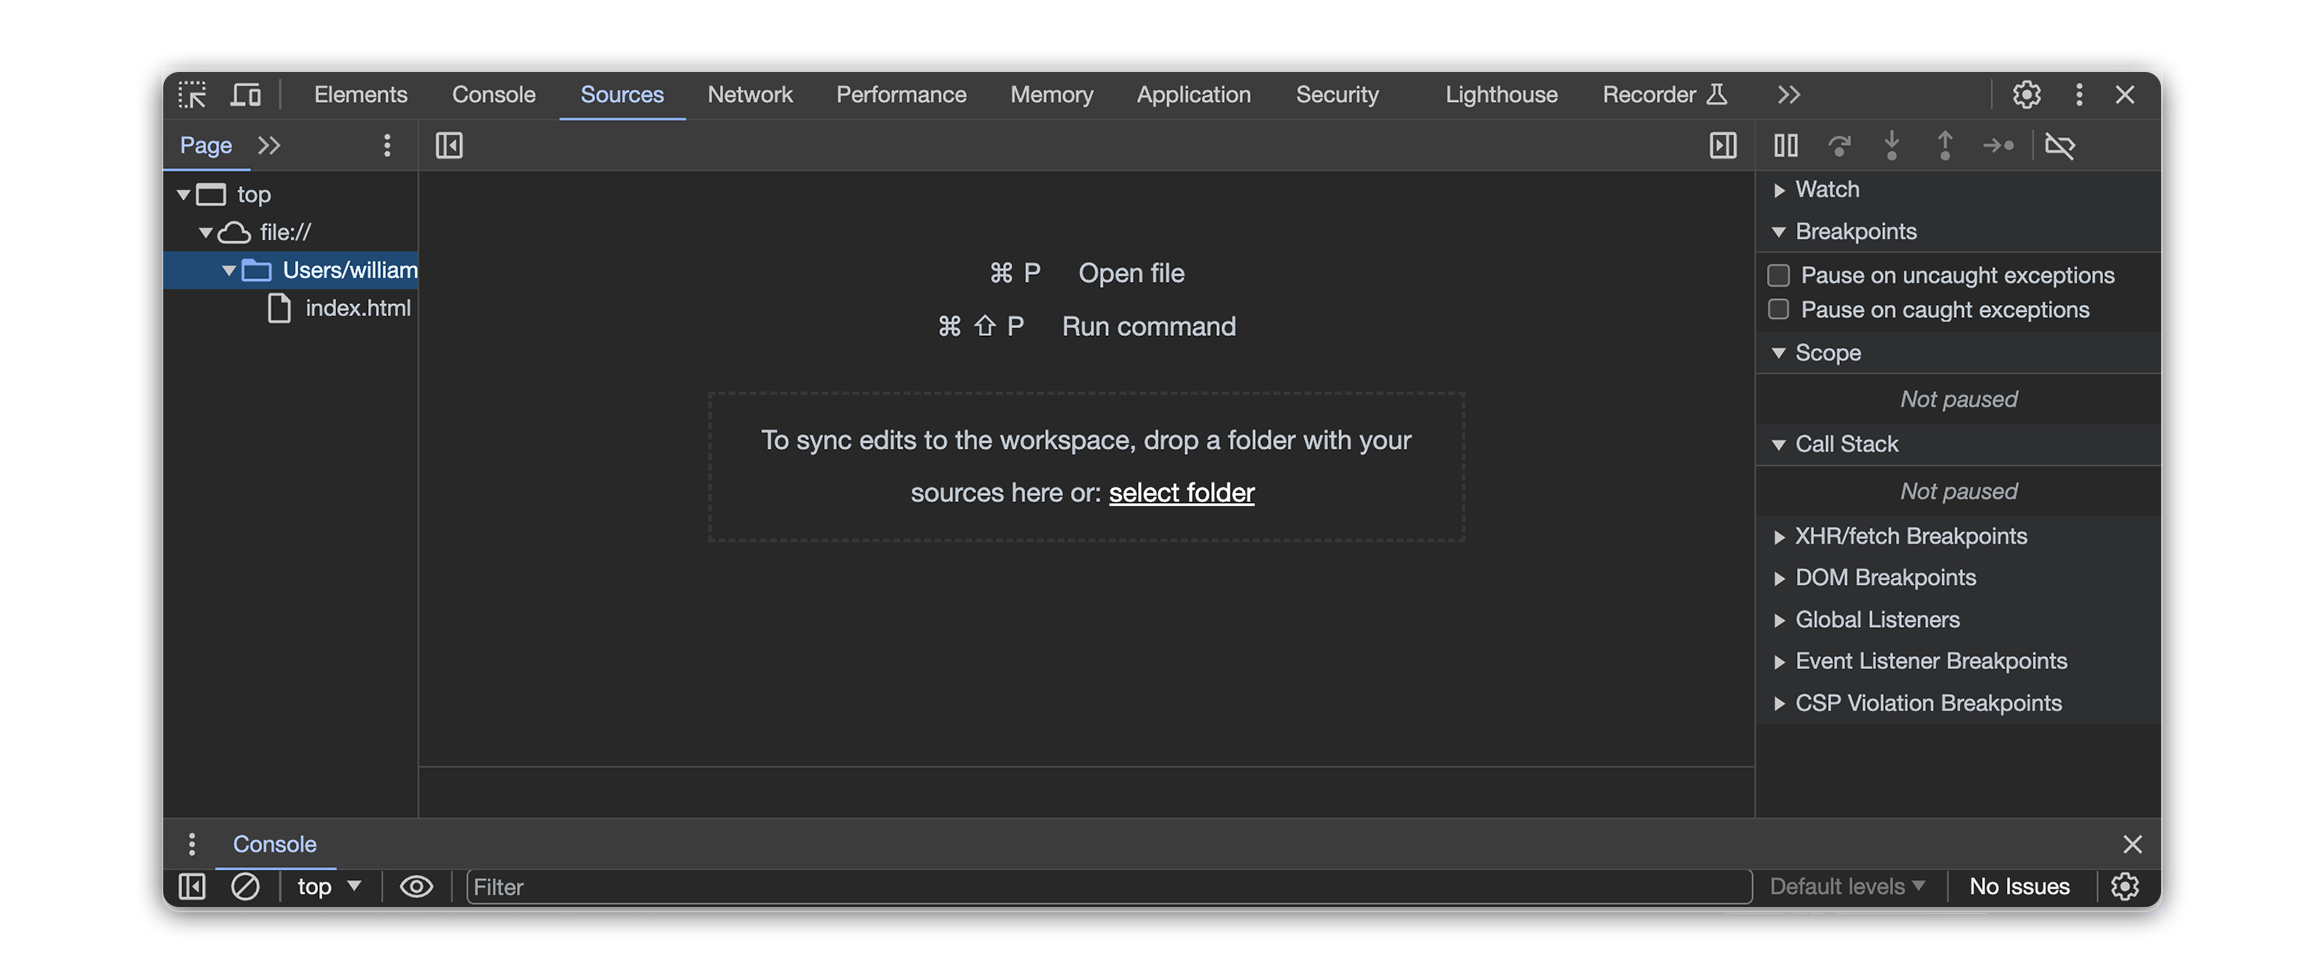 Elements Console Sources Network Performance Memory Application Security Lighthouse Recorder
Page
top
file://
Users/william
index.html
⌘ P Open file
⌘ ⇧ P Run command
To sync edits to the workspace, drop a folder with your
sources here or: select folder
Watch
Breakpoints
Pause on uncaught exceptions
Pause on caught exceptions
Scope
Not paused
Call Stack
Not paused
XHR/fetch Breakpoints
DOM Breakpoints
Global Listeners
Event Listener Breakpoints
CSP Violation Breakpoints
Console
top Filter Default levels No Issues